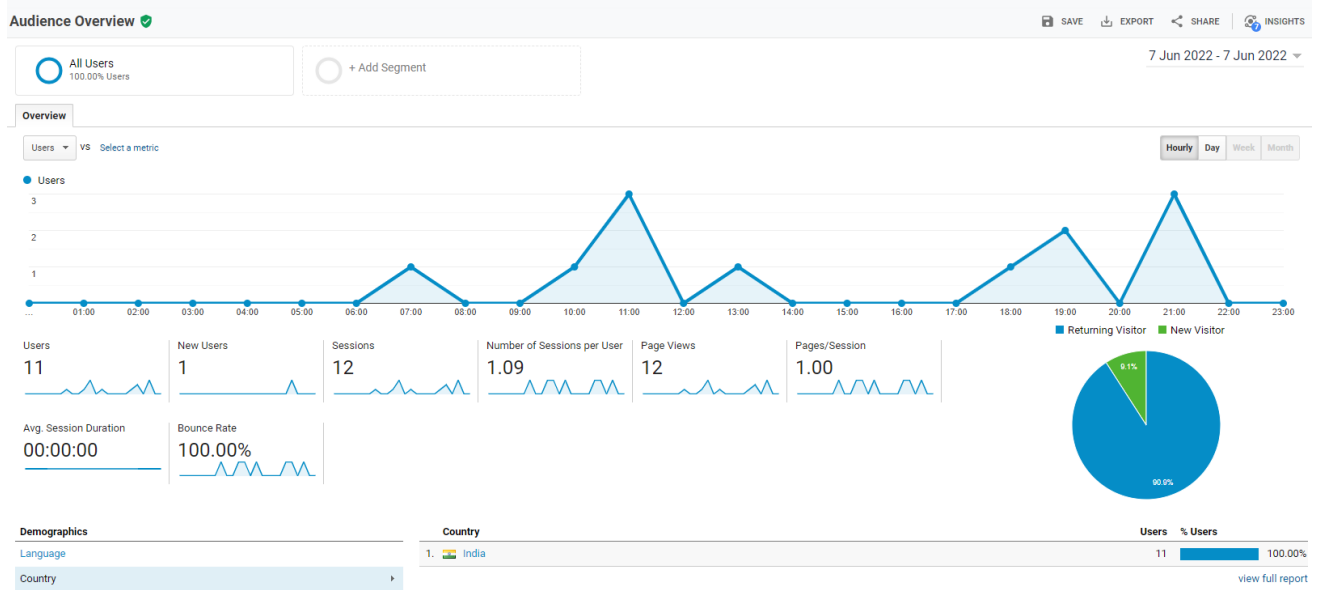 Audience Overview
SAVE EXPORT SHARE 7 INSIGHTS
All Users
100.00% Users
+ Add Segment
7 Jun 2022 - 7 Jun 2022
Overview
Users VS Select a metric
Hourly Day Week Month
Users
3
2
1
... 01:00 02:00 03:00 04:00 05:00 06:00 07:00 08:00 09:00 10:00 11:00 12:00 13:00 14:00 15:00 16:00 17:00 18:00 19:00 20:00 21:00 22:00 23:00
Returning Visitor New Visitor
Users New Users Sessions Number of Sessions per User Page Views Pages/Session
11 1 12 1.09 12 1.00
9.1%
90.9%
Avg. Session Duration Bounce Rate
00:00:00 100.00%
Demographics
Language
Country
Country Users % Users
1. India 11 100.00%
view full report